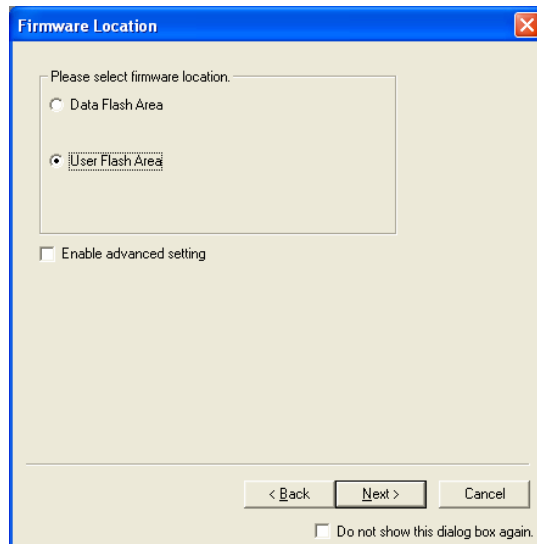 Firmware Location
Please select firmware location.
Data Flash Area
User Flash Area
Enable advanced setting
< Back Next > Cancel
Do not show this dialog box again.